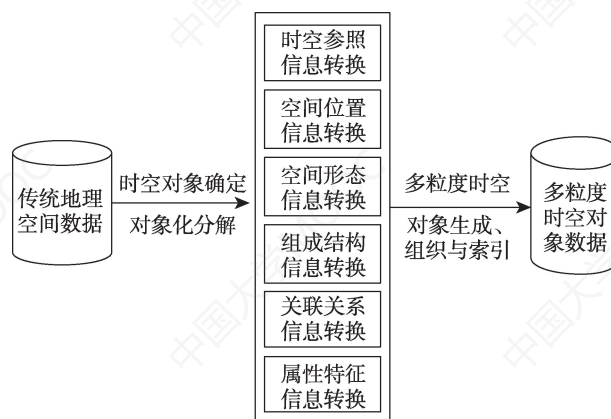 传统地理
空间数据
时空对象确定
对象化分解
时空参照
信息转换
空间位置
信息转换
空间形态
信息转换
组成结构
信息转换
关联关系
信息转换
属性特征
信息转换
多粒度时空
对象生成、
组织与索引
多粒度
时空对
象数据